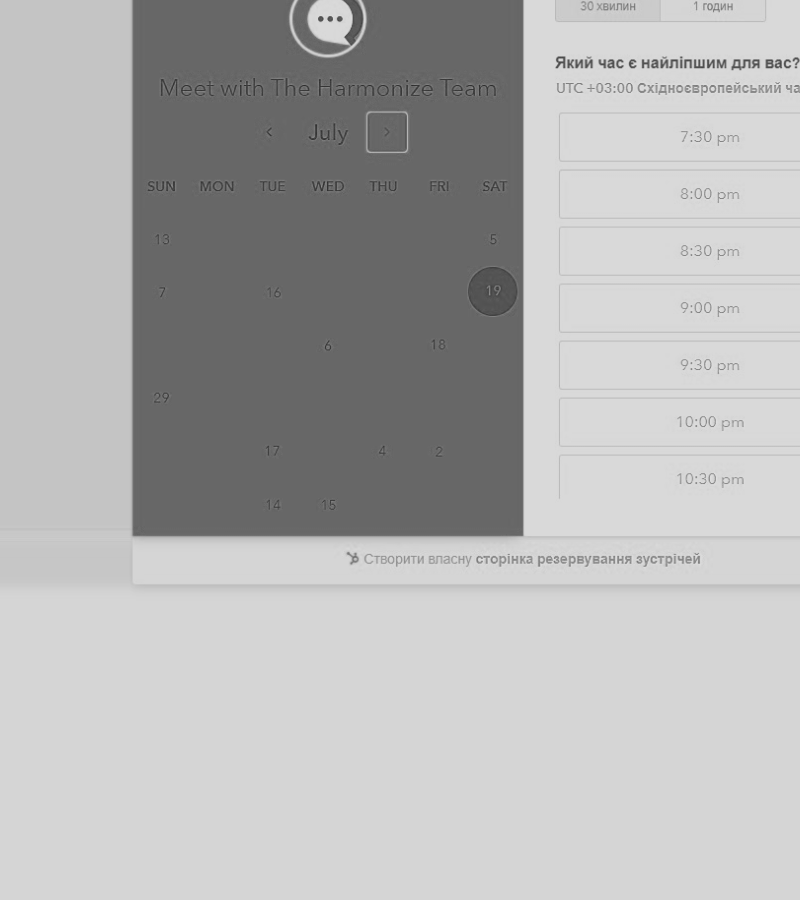 30 хвилин 1 годин
Який час є найліпшим для вас?
UTC +03:00 Східноєвропейський ча
Meet with The Harmonize Team
July
SUN MON TUE WED THU FRI SAT
13 5
7 16 19
6 18
29
17 4 2
14 15
7:30 pm
8:00 pm
8:30 pm
9:00 pm
9:30 pm
10:00 pm
10:30 pm
Створити власну сторінка резервування зустрічей